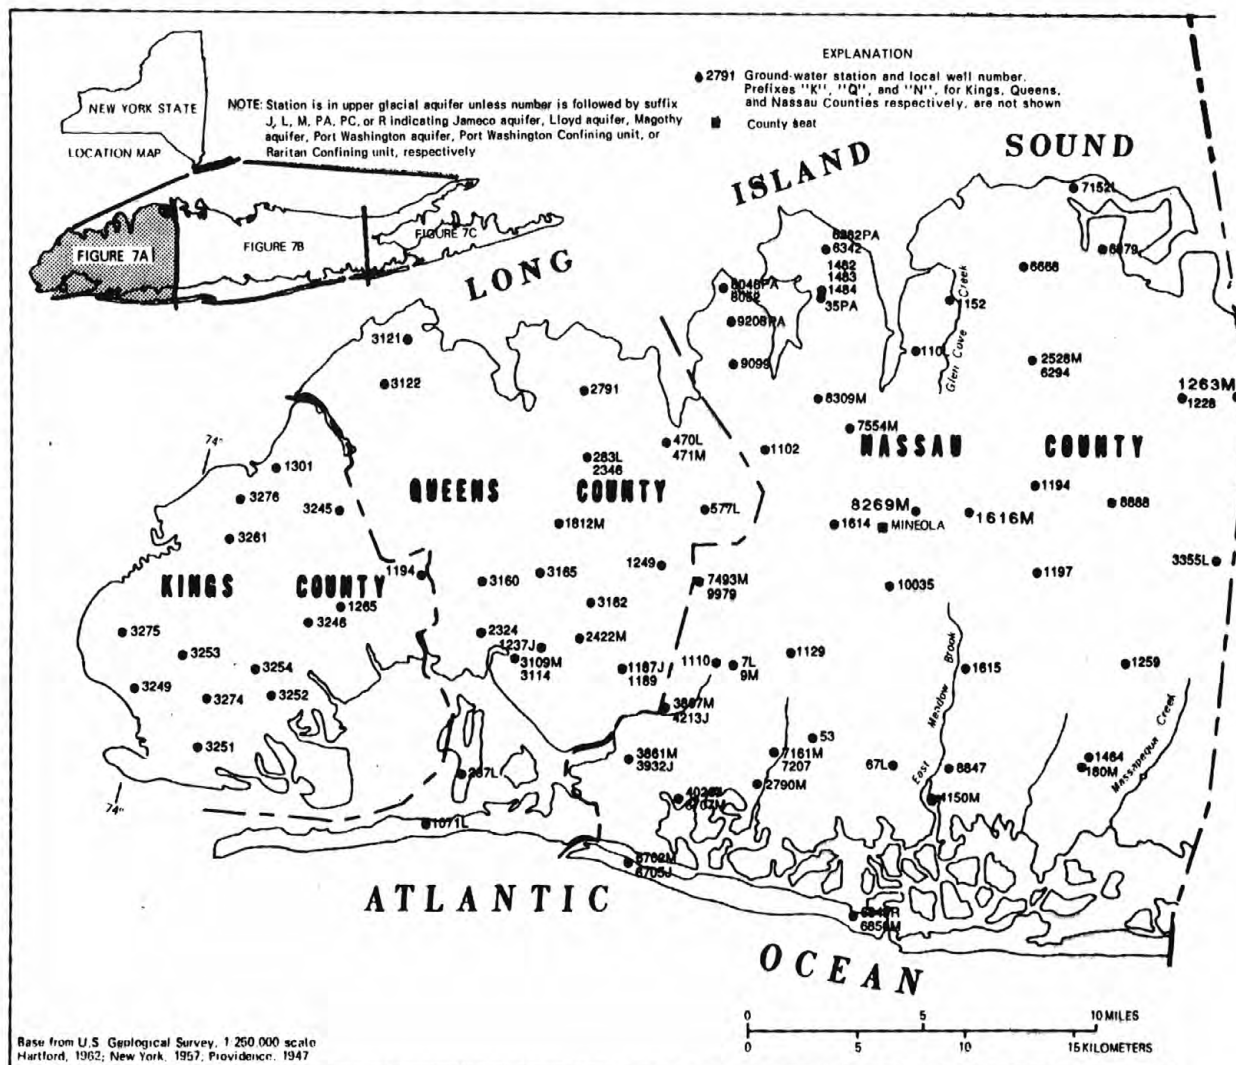 EXPLANATION
2791 Ground-water station and local well number.
Prefixes "K", "Q", and "N", for Kings, Queens,
and Nassau Counties respectively, are not shown
County seat
NEW YORK STATE
LOCATION MAP
NOTE: Station is in upper glacial aquifer unless number is followed by suffix
J, L, M, PA, PC, or R indicating Jameco aquifer, Lloyd aquifer, Magothy
aquifer, Port Washington aquifer, Port Washington Confining unit, or
Raritan Confining unit, respectively
FIGURE 7A
FIGURE 7B
FIGURE 7C
LONG
ISLAND
SOUND
7152L
6342
1482
1483
1484
35PA
6668
152
Glen Cove Creek
9099
110L
2528M
6294
1263M
1228
3121
3122
2791
8309M
7554M
1102
NASSAU COUNTY
470L
471M
283L
2346
74°
1301
3276
3245
3261
QUEENS COUNTY
577L
1812M
1194
8888
8269M
1614
MINEOLA
1616M
3355L
KINGS COUNTY
1194
3160
3165
1249
7493M
9979
10035
1197
3162
1265
3246
3275
3253
3254
3249
3274
3252
3251
2324
1237J
3109M
3114
2422M
1187J
1189
1110
7L
9M
1129
1615
1259
4213J
3861M
3932J
53
7161M
7207
67L
8847
1464
180M
East Meadow Brook
Massapequa Creek
2790M
4150M
74°
1071L
ATLANTIC
OCEAN
0 5 10 MILES
0 5 10 15 KILOMETERS
Base from U.S. Geological Survey, 1:250,000 scale
Hartford, 1962; New York, 1957; Providence, 1947